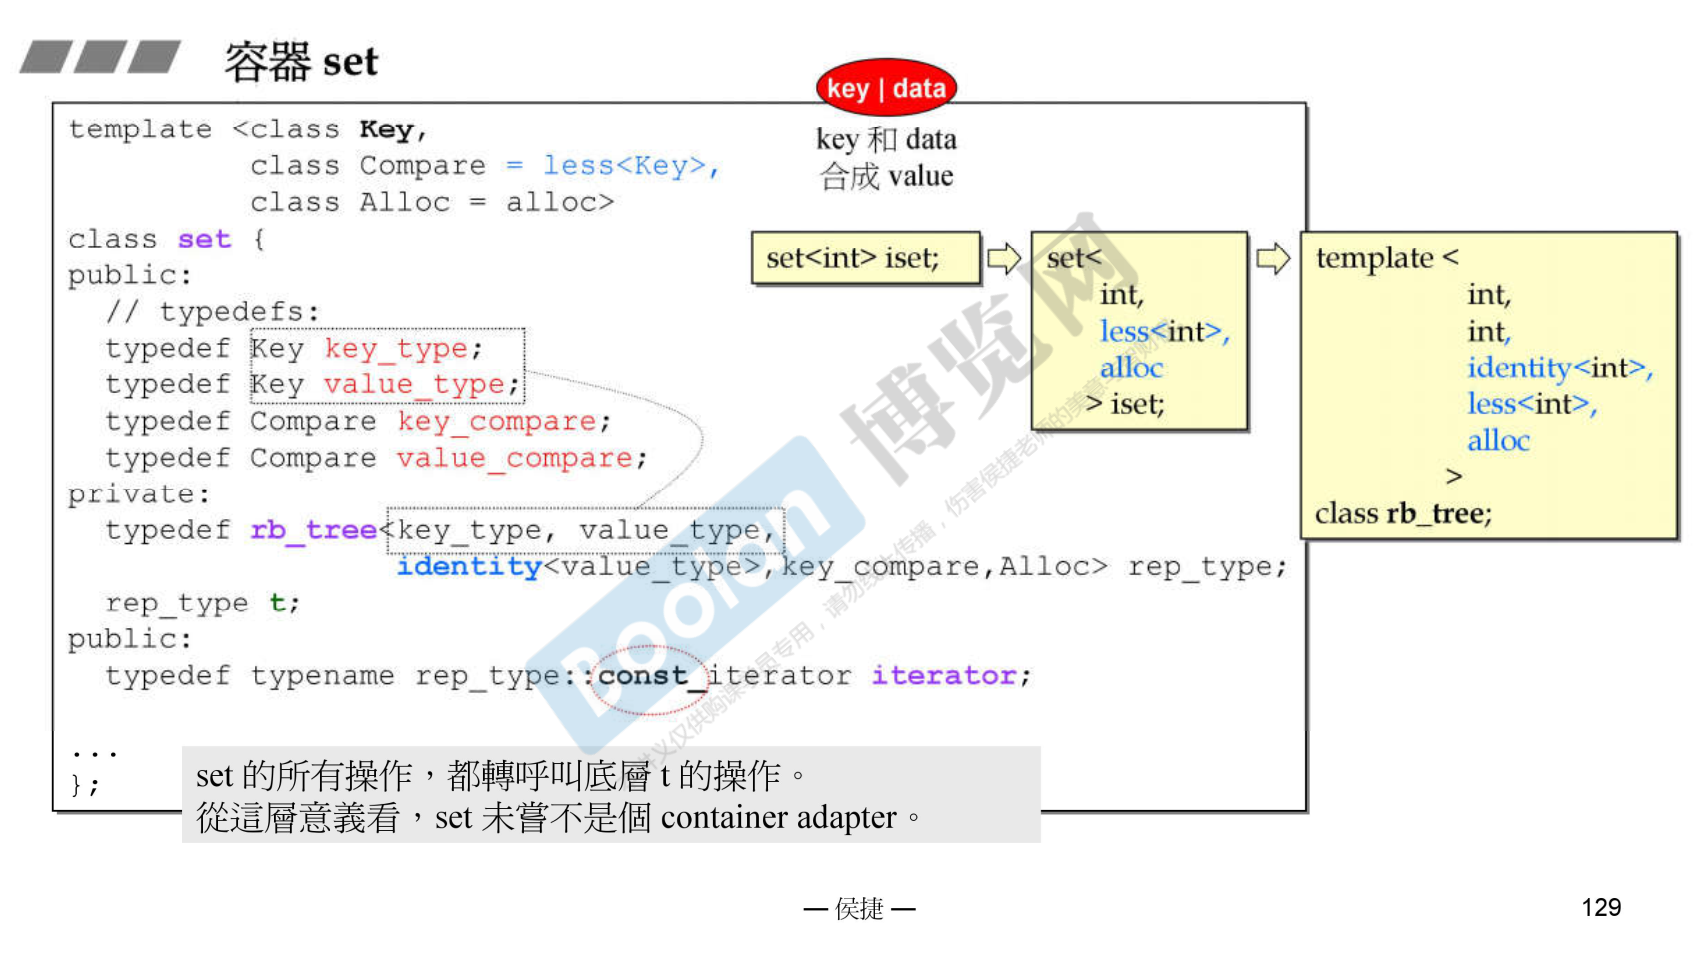 容器 set
key | data
key 和 data
合成 value
template <class Key,
class Compare = less<Key>,
class Alloc = alloc>
class set {
public:
// typedefs:
typedef Key key_type;
typedef Key value_type;
typedef Compare key_compare;
typedef Compare value_compare;
private:
typedef rb_tree<key_type, value_type,
identity<value_type>,key_compare,Alloc> rep_type;
rep_type t;
public:
typedef typename rep_type::const_iterator iterator;
...
};
set<int> iset;
set<
int,
less<int>,
alloc
> iset;
template <
int,
int,
identity<int>,
less<int>,
alloc
>
class rb_tree;
set 的所有操作，都轉呼叫底層 t 的操作。
從這層意義看，set 未嘗不是個 container adapter。
Boolan 博览网
— 侯捷 —
129